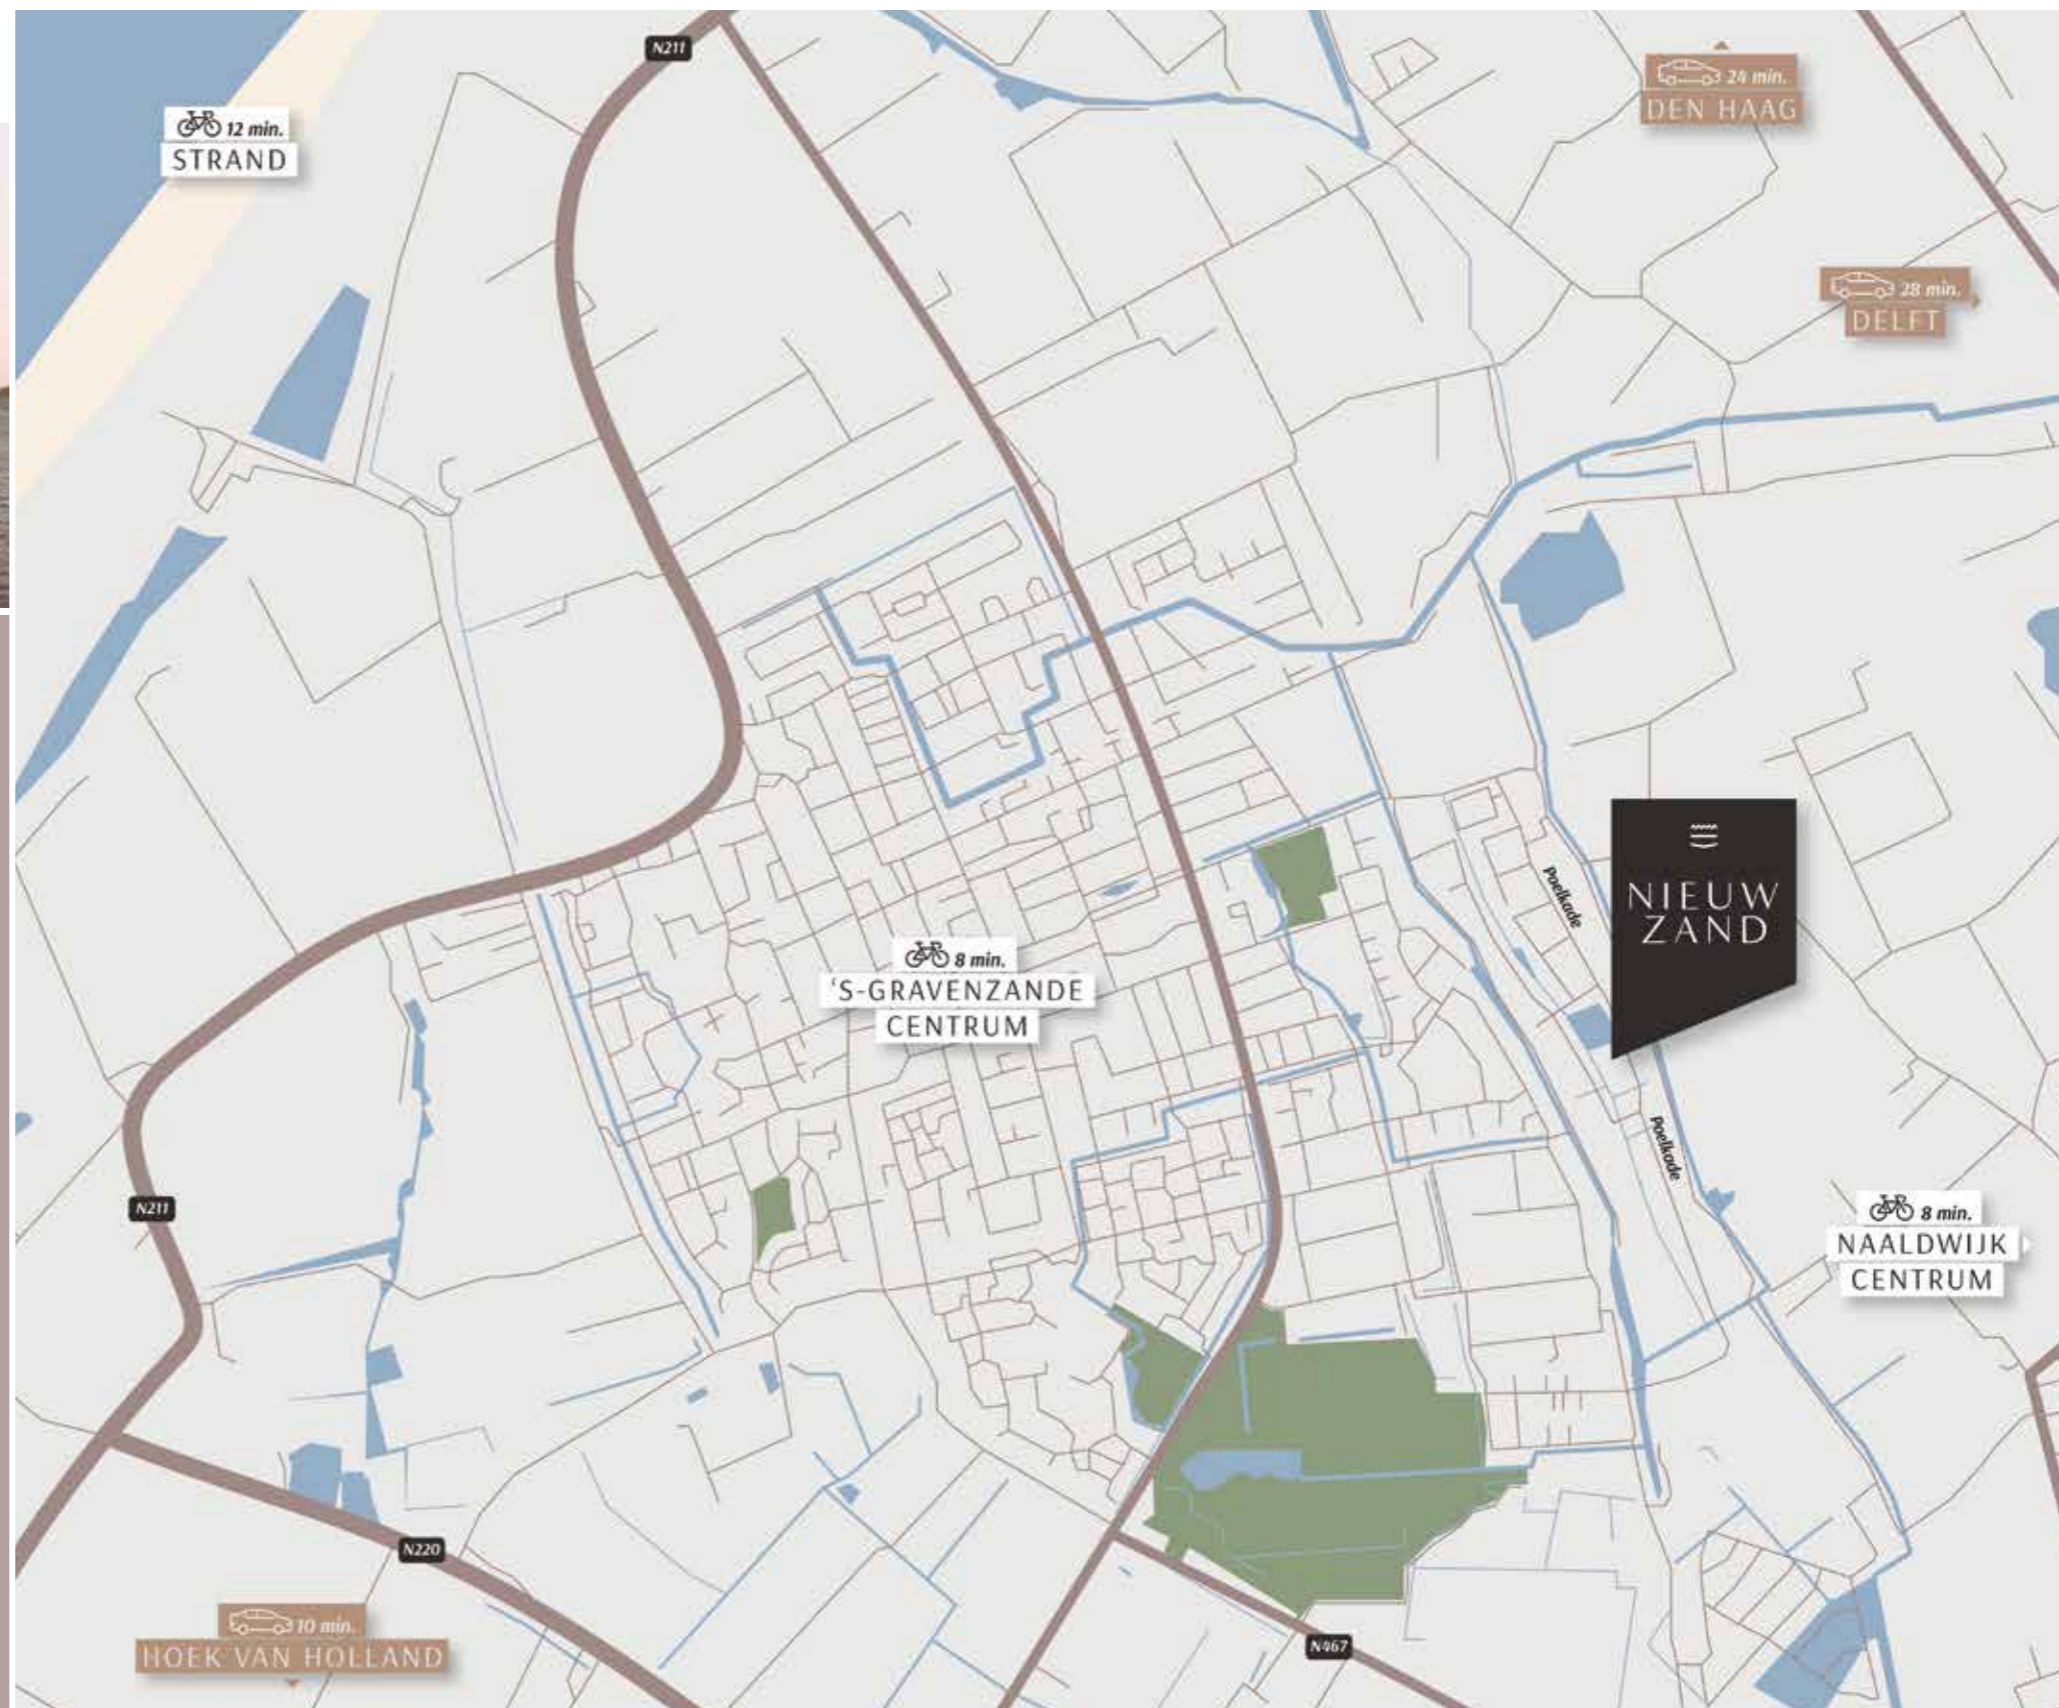 N211
24 min.
DEN HAAG
12 min.
STRAND
28 min.
DELFT
NIEUW
ZAND
Poelkade
8 min.
'S-GRAVENZANDE
CENTRUM
Poelkade
N211
8 min.
NAALDWIJK
CENTRUM
N220
10 min.
HOEK VAN HOLLAND
N467